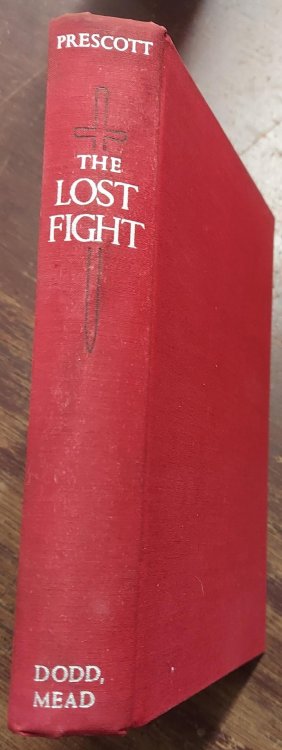 PRESCOTT
THE
LOST
FIGHT
DODD,
MEAD